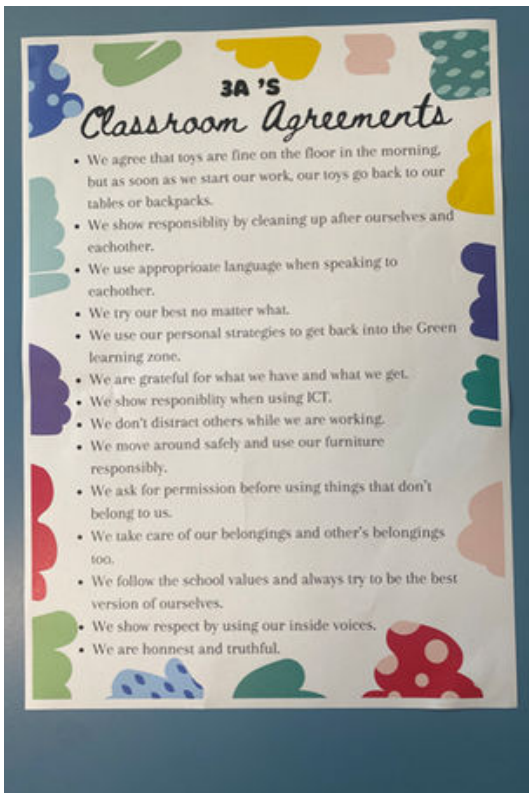 3A 'S
Classroom Agreements
• We agree that toys are fine on the floor in the morning,
but as soon as we start our work, our toys go back to our
tables or backpacks.
• We show responsiblity by cleaning up after ourselves and
eachother.
• We use approprioate language when speaking to
eachother.
• We try our best no matter what.
• We use our personal strategies to get back into the Green
learning zone.
• We are grateful for what we have and what we get.
• We show responiblity when using ICT.
• We don't distract others while we are working.
• We move around safely and use our furniture
responsibly.
• We ask for permission before using things that don't
belong to us.
• We take care of our belongings and other's belongings
too.
• We follow the school values and always try to be the best
version of ourselves.
• We show respect by using our inside voices.
• We are honnest and truthful.